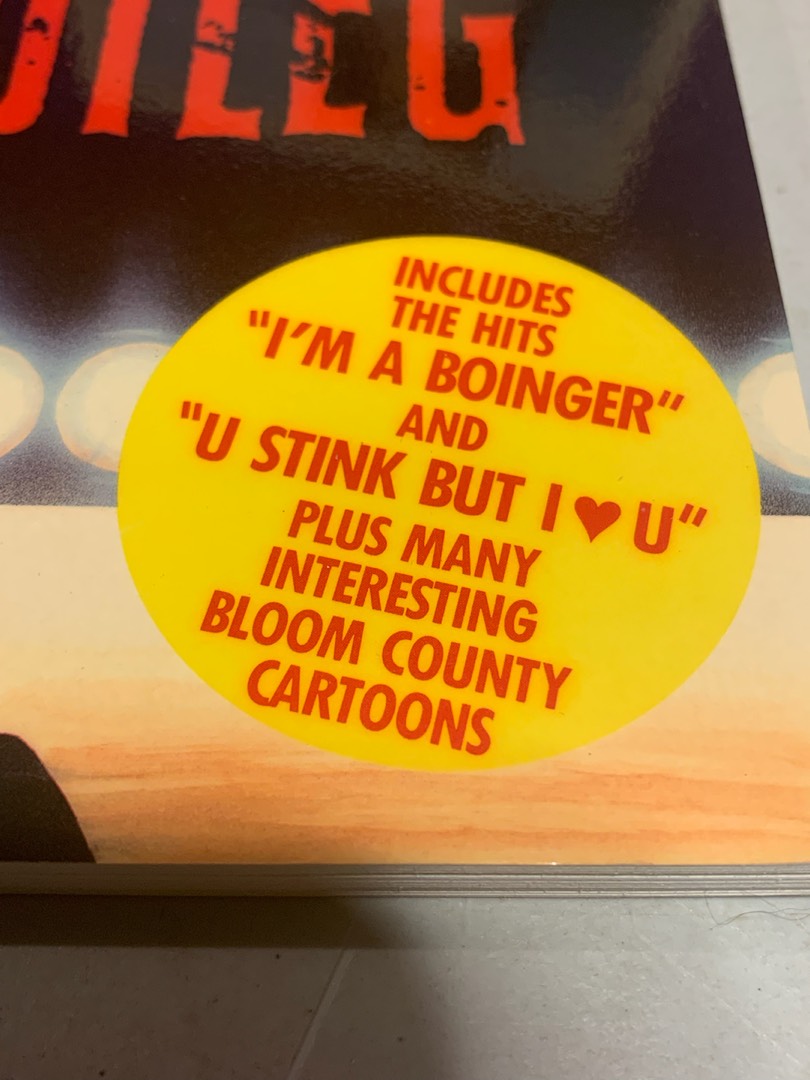 INCLUDES
THE HITS
"I'M A BOINGER"
AND
"U STINK BUT I ♥ U"
PLUS MANY
INTERESTING
BLOOM COUNTY
CARTOONS